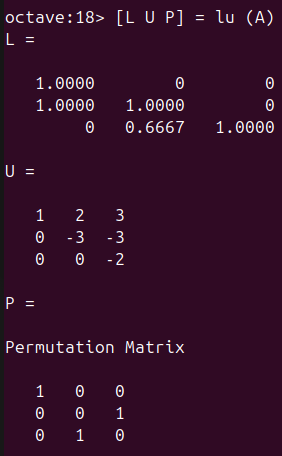 octave:18> [L U P] = lu (A)
L =
1.0000 0 0
1.0000 1.0000 0
0 0.6667 1.0000
U =
1 2 3
0 -3 -3
0 0 -2
P =
Permutation Matrix
1 0 0
0 0 1
0 1 0